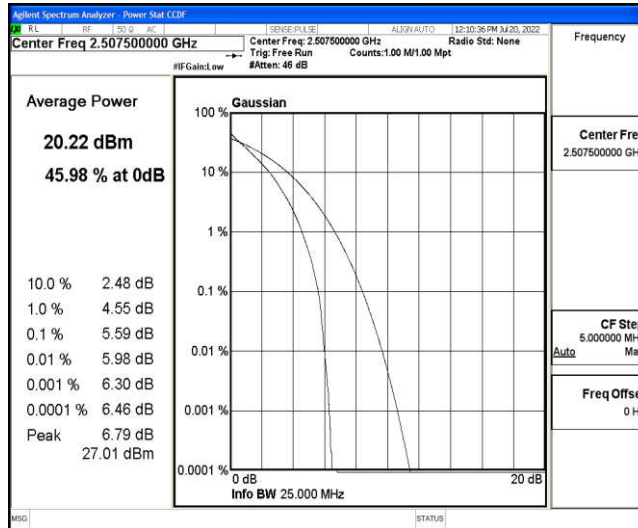 Agilent Spectrum Analyzer - Power Stat CCDF
RL RF 50 Ω AC SENSE:PULSE ALIGN AUTO 12:10:36 PM Jul 20, 2022
Center Freq 2.507500000 GHz
Center Freq: 2.507500000 GHz Radio Std: None
Trig: Free Run Counts:1.00 M/1.00 Mpt
#IFGain:Low #Atten: 46 dB
Frequency
Average Power
20.22 dBm
45.98 % at 0dB
10.0 % 2.48 dB
1.0 % 4.55 dB
0.1 % 5.59 dB
0.01 % 5.98 dB
0.001 % 6.30 dB
0.0001 % 6.46 dB
Peak 6.79 dB
27.01 dBm
Gaussian
100 %
10 %
1 %
0.1 %
0.01 %
0.001 %
0.0001 %
0 dB 20 dB
Info BW 25.000 MHz
Center Fre
2.507500000 GH
CF Ste
5.000000 MH
Auto Ma
Freq Offse
0 H
MSG STATUS